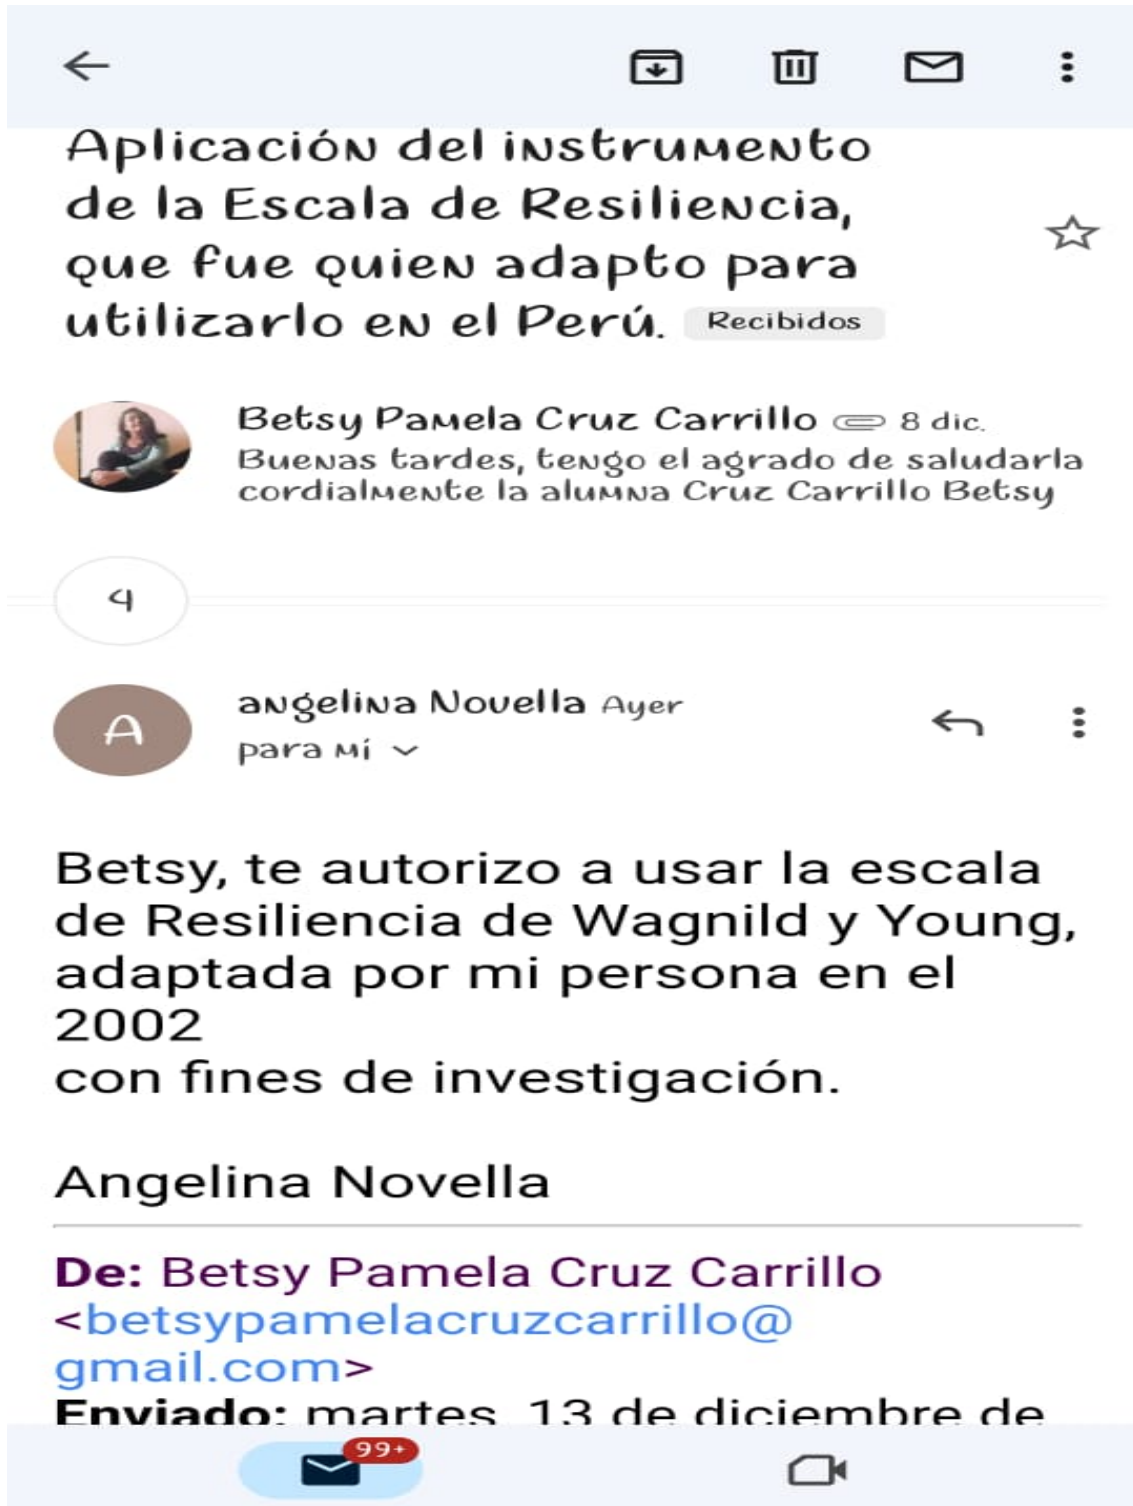 Aplicación del instrumento
de la Escala de Resiliencia,
que fue quien adapto para
utilizarlo en el Perú. Recibidos
Betsy Pamela Cruz Carrillo 8 dic.
Buenas tardes, tengo el agrado de saludarla
cordialmente la alumna Cruz Carrillo Betsy
4
A
angelina Novella Ayer
para mí
Betsy, te autorizo a usar la escala
de Resiliencia de Wagnild y Young,
adaptada por mi persona en el
2002
con fines de investigación.
Angelina Novella
De: Betsy Pamela Cruz Carrillo
<betsypamelacruzcarrillo@
gmail.com>
Enviado: martes, 13 de diciembre de
99+